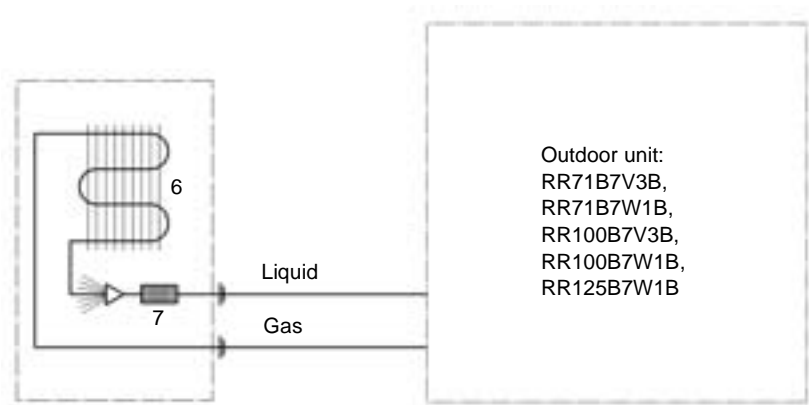 6
7
Liquid
Gas
Outdoor unit:
RR71B7V3B,
RR71B7W1B,
RR100B7V3B,
RR100B7W1B,
RR125B7W1B